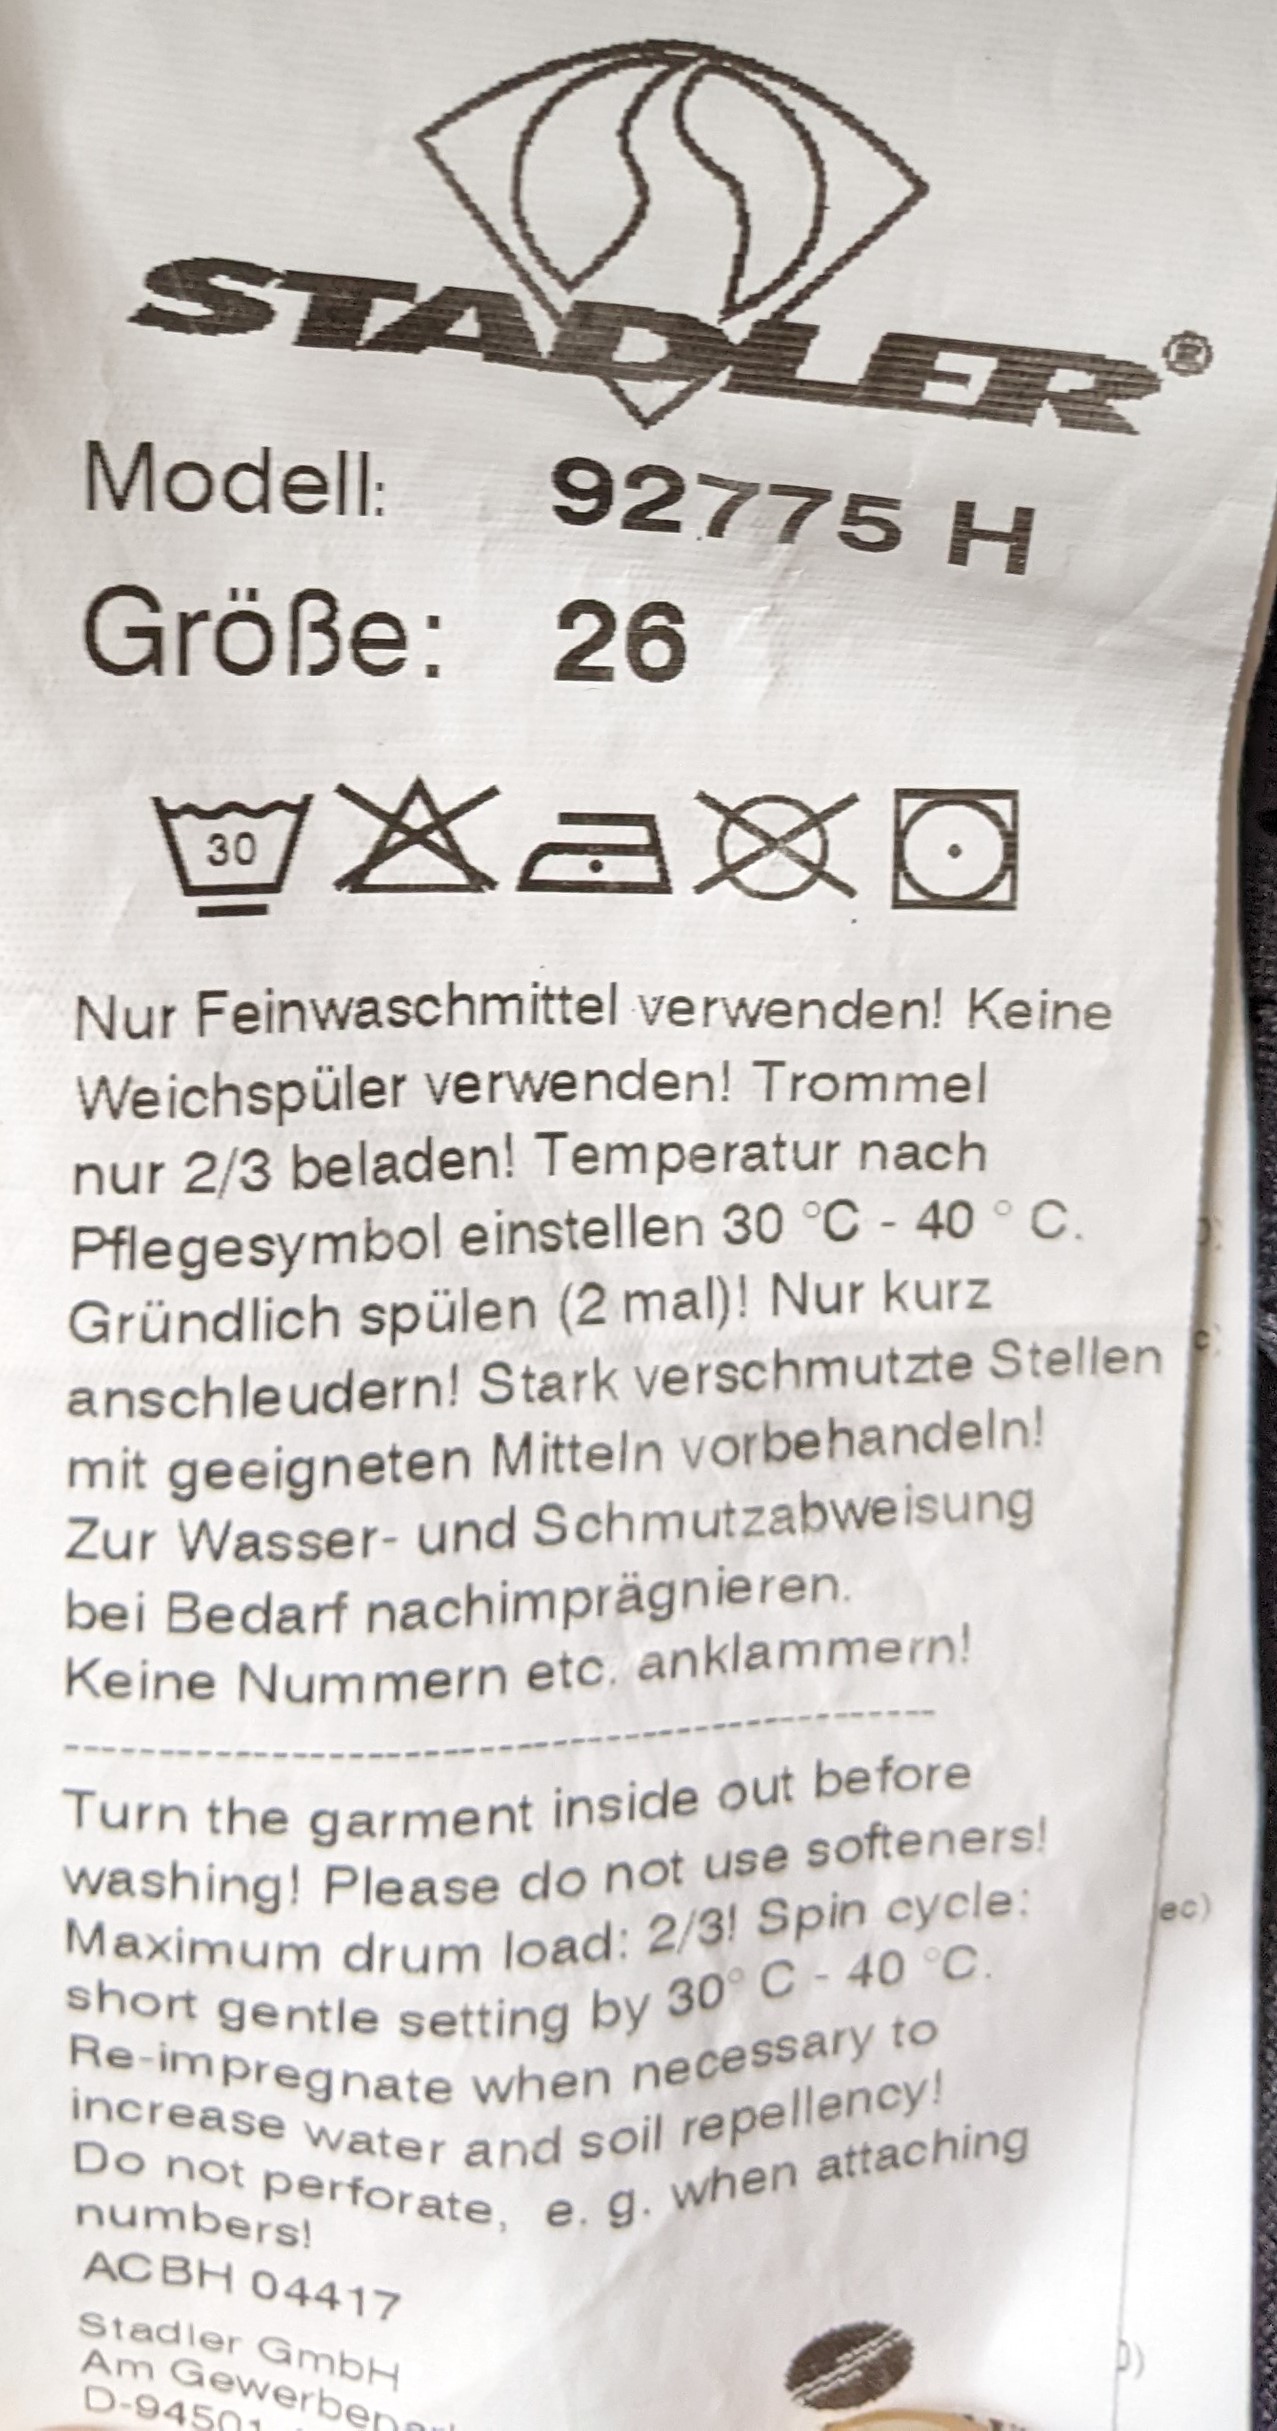 STADLER®
Modell: 92775 H
Größe: 26
30
Nur Feinwaschmittel verwenden! Keine
Weichspüler verwenden! Trommel
nur 2/3 beladen! Temperatur nach
Pflegesymbol einstellen 30 °C - 40 ° C.
Gründlich spülen (2 mal)! Nur kurz
anschleudern! Stark verschmutzte Stellen
mit geeigneten Mitteln vorbehandeln!
Zur Wasser- und Schmutzabweisung
bei Bedarf nachimprägnieren.
Keine Nummern etc. anklammern!
Turn the garment inside out before
washing! Please do not use softeners!
Maximum drum load: 2/3! Spin cycle:
short gentle setting by 30° C - 40 °C.
Re-impregnate when necessary to
increase water and soil repellency!
Do not perforate, e. g. when attaching
numbers!
ACBH 04417
Stadler GmbH
Am
D-94501
ec)